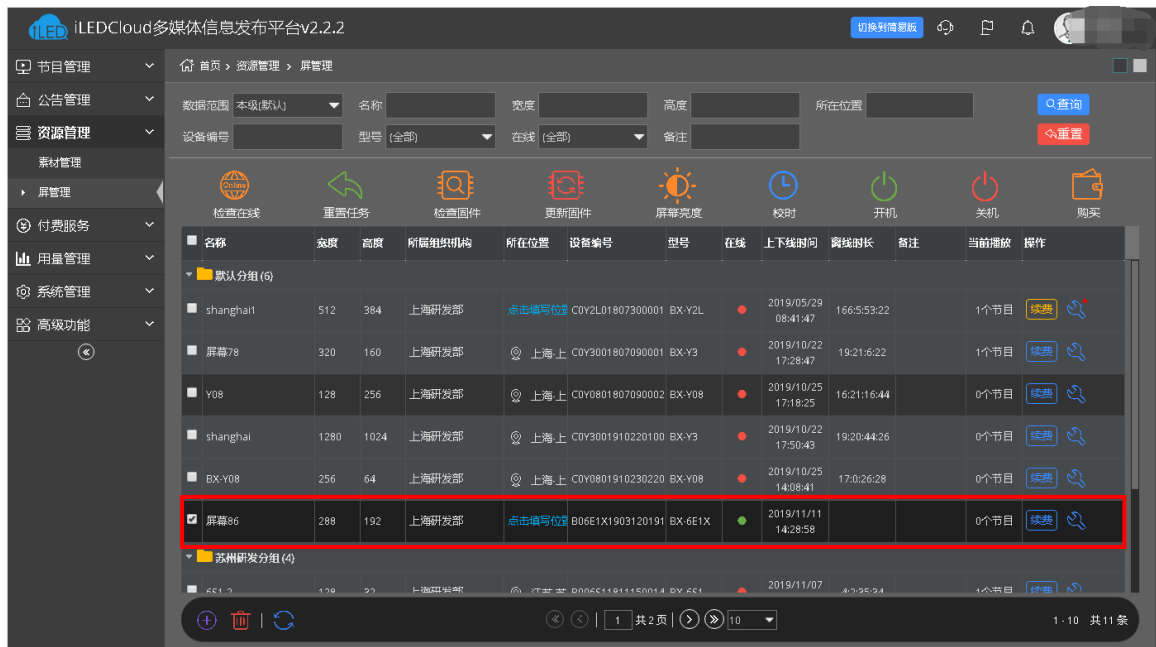 iLED iLEDCloud多媒体信息发布平台v2.2.2 切换到简易版
节目管理
公告管理
资源管理
素材管理
屏管理
付费服务
用量管理
系统管理
高级功能
首页 › 资源管理 › 屏管理
数据范围 本级(默认) 名称 宽度 高度 所在位置 查询
设备编号 型号 (全部) 在线 (全部) 备注 重置
Online
检查在线 重置任务 检查固件 更新固件 屏幕亮度 校时 开机 关机 购买
名称 宽度 高度 所属组织机构 所在位置 设备编号 型号 在线 上下线时间 离线时长 备注 当前播放 操作
默认分组 (6)
shanghai1 512 384 上海研发部 点击填写位置 C0Y2L01807300001 BX-Y2L 2019/05/29 08:41:47 166:5:53:22 1个节目 续费
屏幕78 320 160 上海研发部 上海-上 C0Y3001807090001 BX-Y3 2019/10/22 17:28:47 19:21:6:22 1个节目 续费
Y08 128 256 上海研发部 上海-上 C0Y0801807090002 BX-Y08 2019/10/25 17:18:25 16:21:16:44 0个节目 续费
shanghai 1280 1024 上海研发部 上海-上 C0Y3001910220100 BX-Y3 2019/10/22 17:50:43 19:20:44:26 0个节目 续费
BX-Y08 256 64 上海研发部 上海-上 C0Y0801910230220 BX-Y08 2019/10/25 14:08:41 17:0:26:28 0个节目 续费
屏幕86 288 192 上海研发部 点击填写位置 B06E1X1903120191 BX-6E1X 2019/11/11 14:28:58 0个节目 续费
苏州研发分组 (4)
2019/11/07
1 共2页 10 1 - 10 共11条